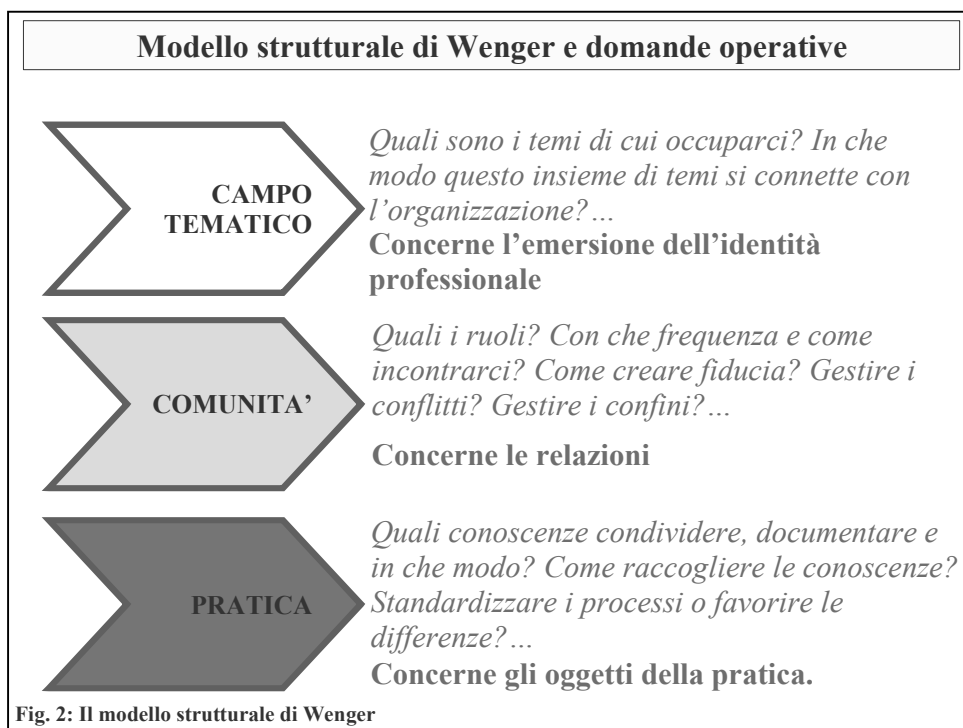 Modello strutturale di Wenger e domande operative
CAMPO
TEMATICO
Quali sono i temi di cui occuparci? In che
modo questo insieme di temi si connette con
l’organizzazione?…
Concerne l’emersione dell’identità
professionale
COMUNITA’
Quali i ruoli? Con che frequenza e come
incontrarci? Come creare fiducia? Gestire i
conflitti? Gestire i confini?…
Concerne le relazioni
PRATICA
Quali conoscenze condividere, documentare e
in che modo? Come raccogliere le conoscenze?
Standardizzare i processi o favorire le
differenze?…
Concerne gli oggetti della pratica.
Fig. 2: Il modello strutturale di Wenger